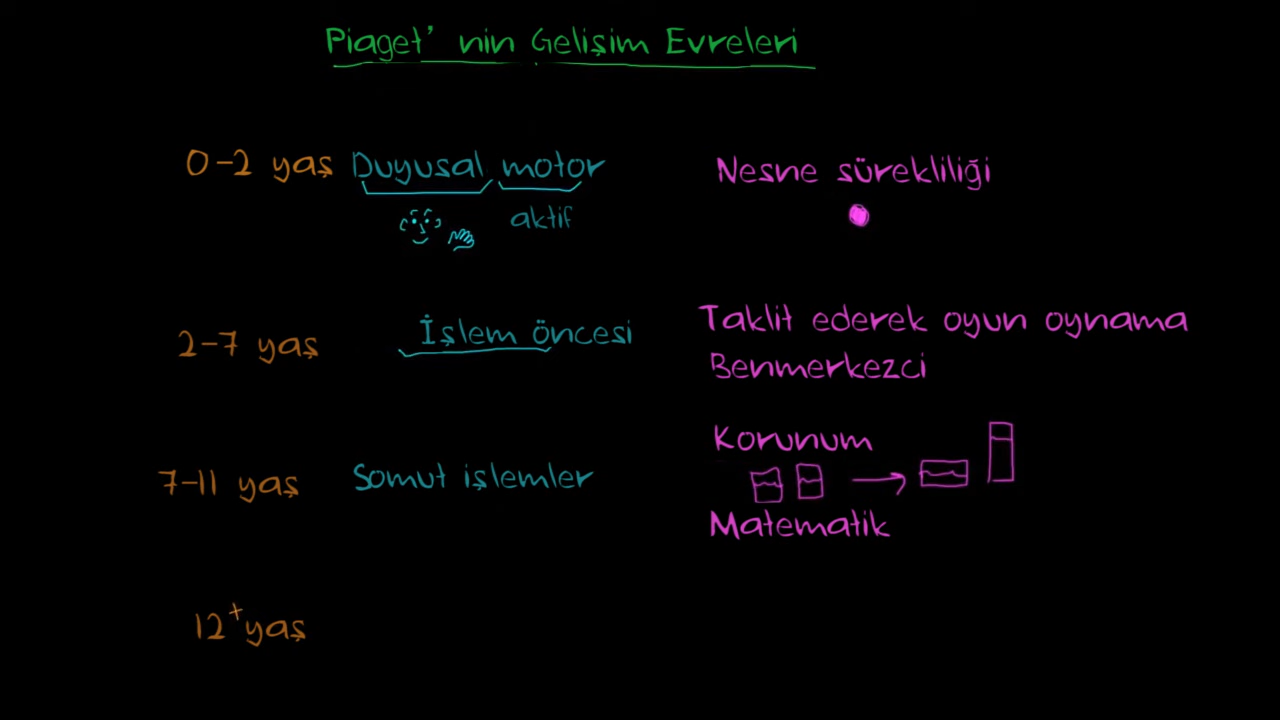 Piaget' nin Gelişim Evreleri
0-2 yaş Duyusal motor Nesne sürekliliği
aktif
2-7 yaş İşlem öncesi Taklit ederek oyun oynama
Benmerkezci
Korunum
7-11 yaş Somut işlemler
Matematik
12+ yaş